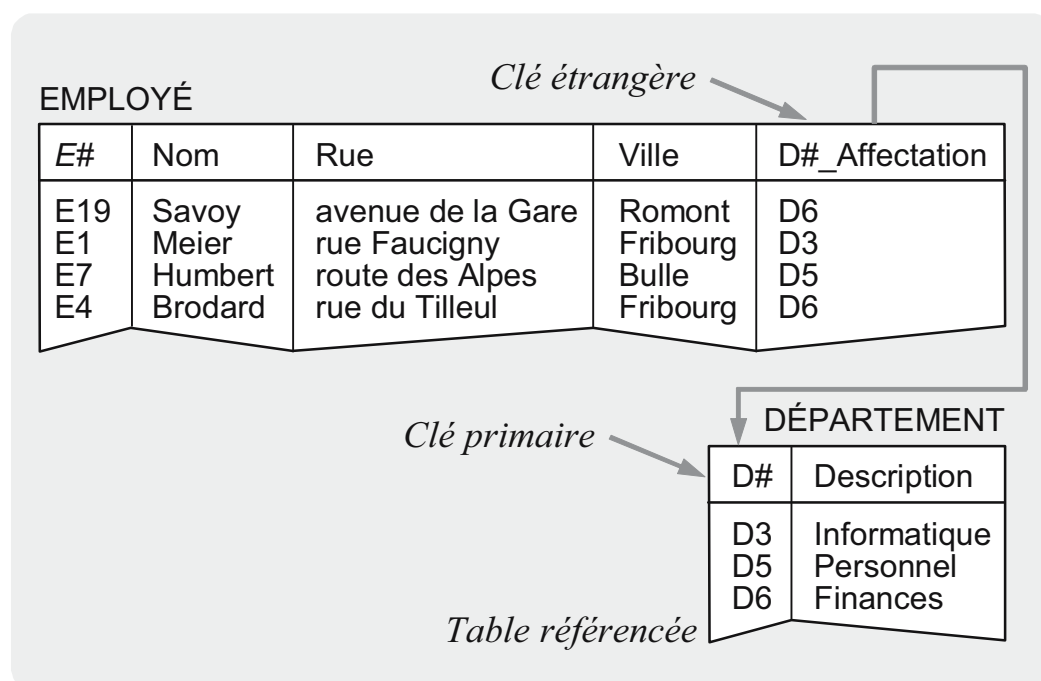 Clé étrangère
EMPLOYÉ
E# Nom Rue Ville D#_Affectation
E19 Savoy avenue de la Gare Romont D6
E1 Meier rue Faucigny Fribourg D3
E7 Humbert route des Alpes Bulle D5
E4 Brodard rue du Tilleul Fribourg D6
DÉPARTEMENT
Clé primaire
D# Description
D3 Informatique
D5 Personnel
D6 Finances
Table référencée